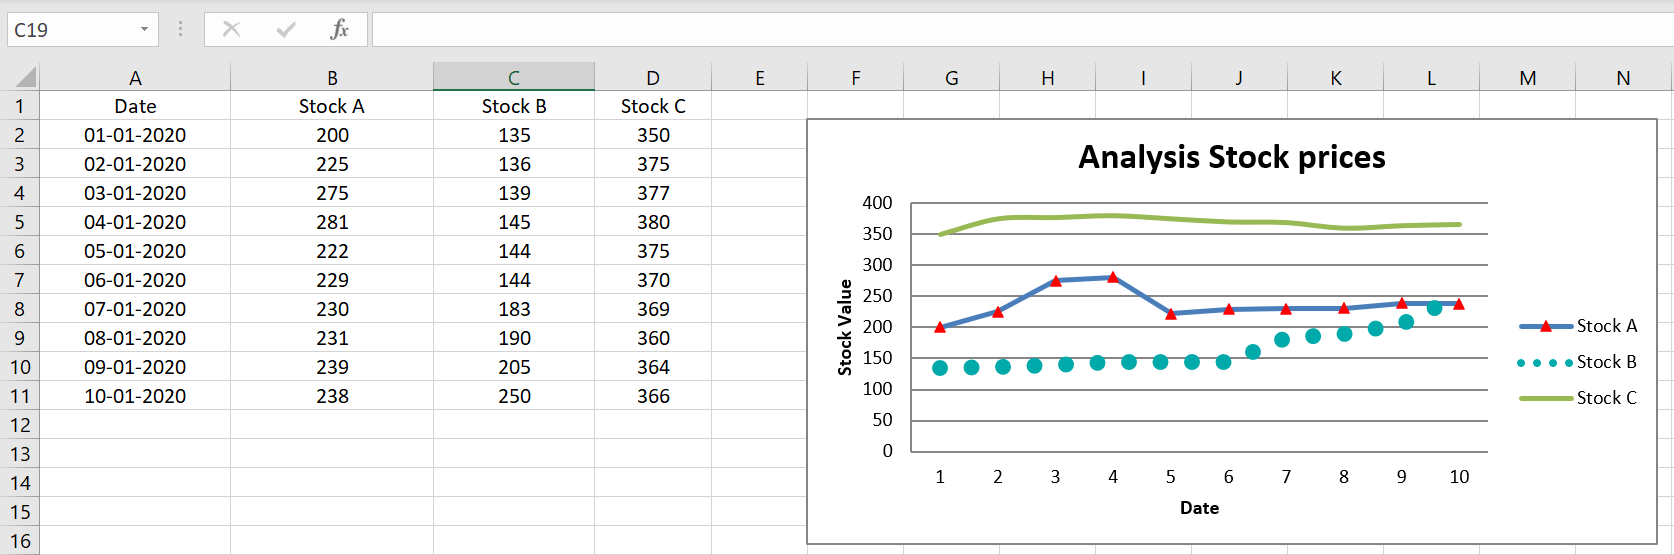 C19 fx
A B C D E F G H I J K L M N
1 Date Stock A Stock B Stock C
2 01-01-2020 200 135 350
3 02-01-2020 225 136 375
4 03-01-2020 275 139 377
5 04-01-2020 281 145 380
6 05-01-2020 222 144 375
7 06-01-2020 229 144 370
8 07-01-2020 230 183 369
9 08-01-2020 231 190 360
10 09-01-2020 239 205 364
11 10-01-2020 238 250 366
12
13
14
15
16
Analysis Stock prices
Stock Value
400
350
300
250
200
150
100
50
0
1 2 3 4 5 6 7 8 9 10
Date
Stock A
Stock B
Stock C